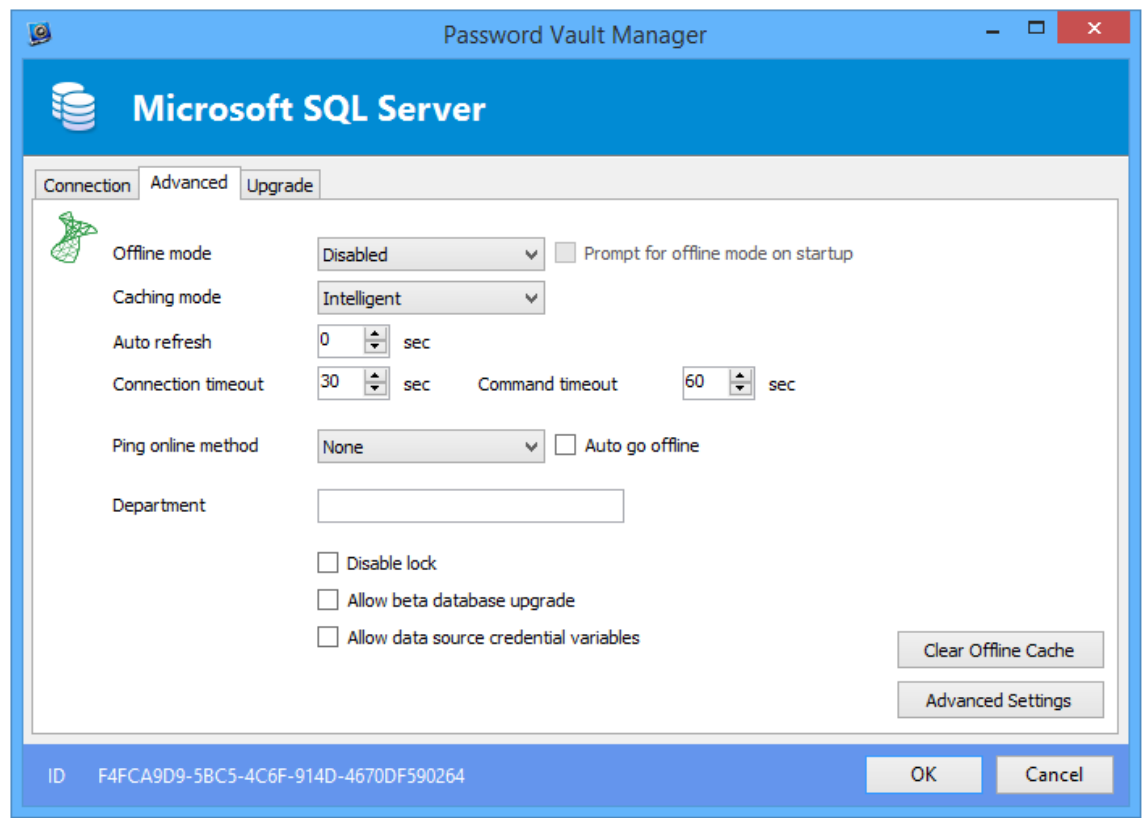 Password Vault Manager
Microsoft SQL Server
Connection Advanced Upgrade
Offline mode Disabled Prompt for offline mode on startup
Caching mode Intelligent
Auto refresh 0 sec
Connection timeout 30 sec Command timeout 60 sec
Ping online method None Auto go offline
Department
Disable lock
Allow beta database upgrade
Allow data source credential variables
Clear Offline Cache
Advanced Settings
ID F4FCA9D9-5BC5-4C6F-914D-4670DF590264 OK Cancel